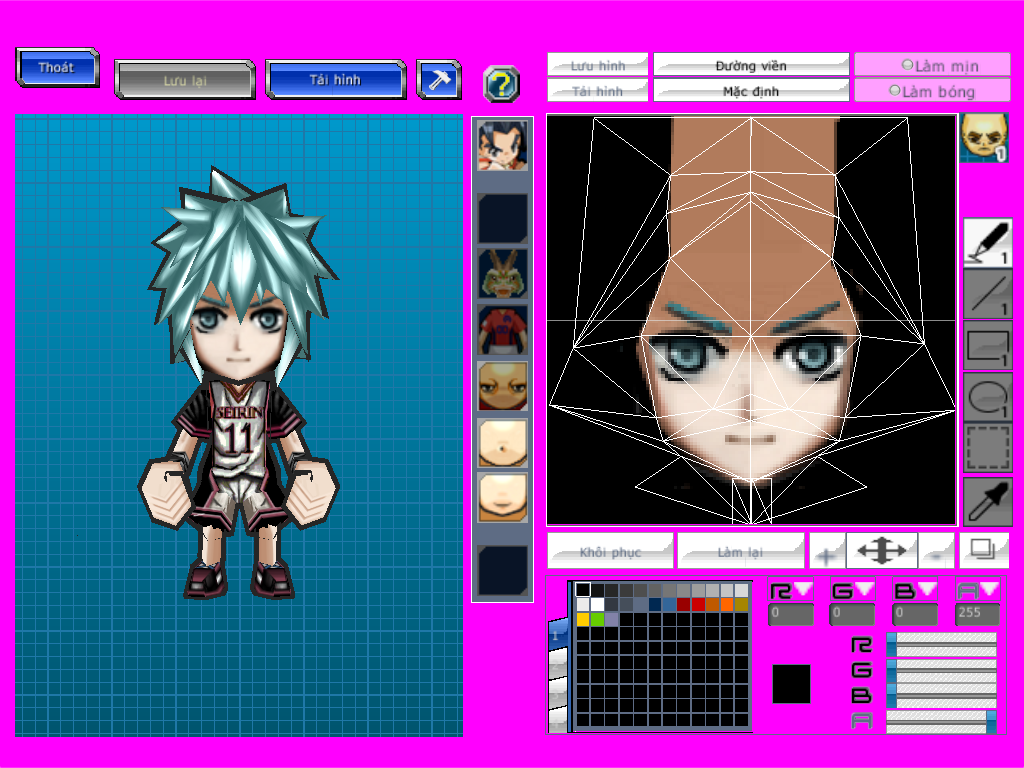 Thoát
Lưu lại
Tải hình
?
Lưu hình
Đường viền
Làm mịn
Tải hình
Mặc định
Làm bóng
1
SEIRIN
11
1
1
1
1
Khôi phục
Làm lại
+
-
R G B A
0 0 0 255
1
R
G
B
A